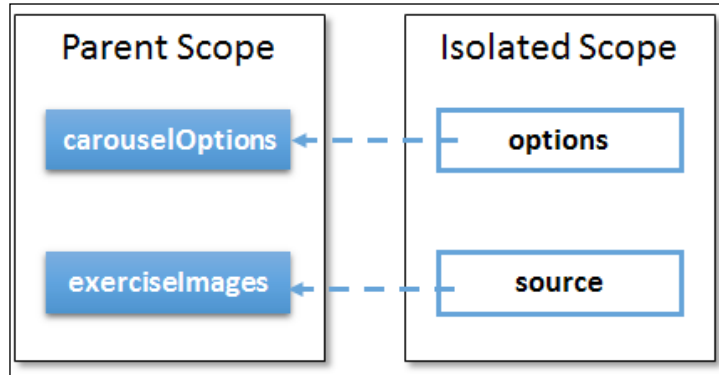 Parent Scope
Isolated Scope
carouselOptions
options
exerciseImages
source